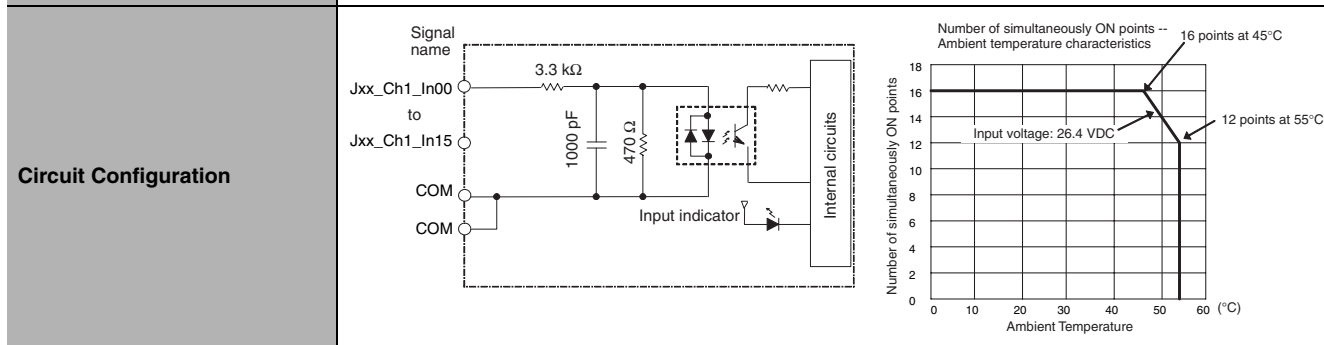 Circuit Configuration
Signal
name
Jxx_Ch1_In00
to
Jxx_Ch1_In15
COM
COM
3.3 kΩ
1000 pF
470 Ω
Input indicator
Internal circuits
Number of simultaneously ON points --
Ambient temperature characteristics
16 points at 45°C
12 points at 55°C
Input voltage: 26.4 VDC
Number of simultaneously ON points
18
16
14
12
10
8
6
4
2
0
0 10 20 30 40 50 60 (°C)
Ambient Temperature